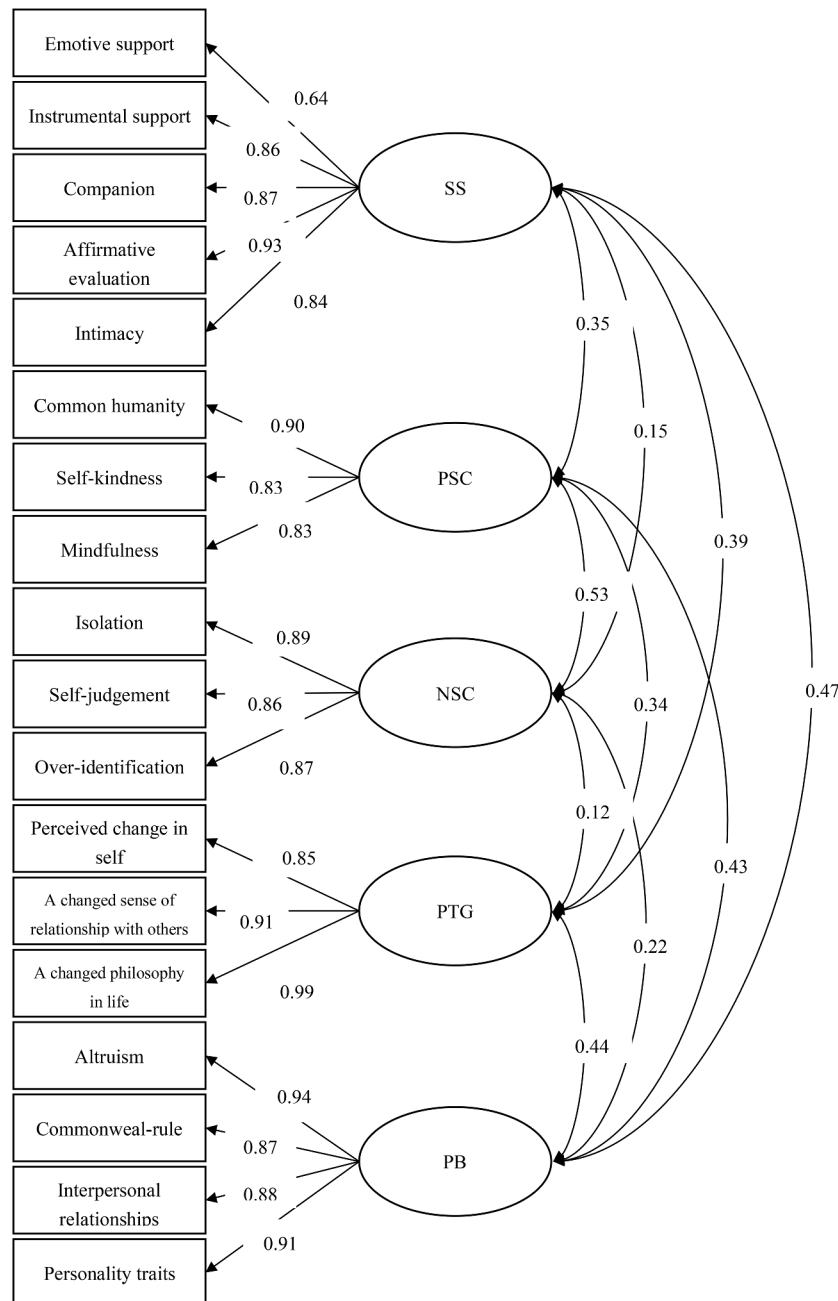 Emotive support
0.64
Instrumental support
0.86
Companion
0.87
SS
Affirmative
evaluation
0.93
Intimacy
0.84
0.35
Common humanity
0.90
0.15
Self-kindness
0.83
PSC
Mindfulness
0.83
0.39
Isolation
0.89
0.53
Self-judgement
0.86
NSC
0.34
0.47
Over-identification
0.87
Perceived change in
self
0.85
0.12
0.43
A changed sense of
relationship with others
0.91
PTG
0.22
A changed philosophy
in life
0.99
Altruism
0.94
0.44
Commonweal-rule
0.87
PB
Interpersonal
relationships
0.88
Personality traits
0.91